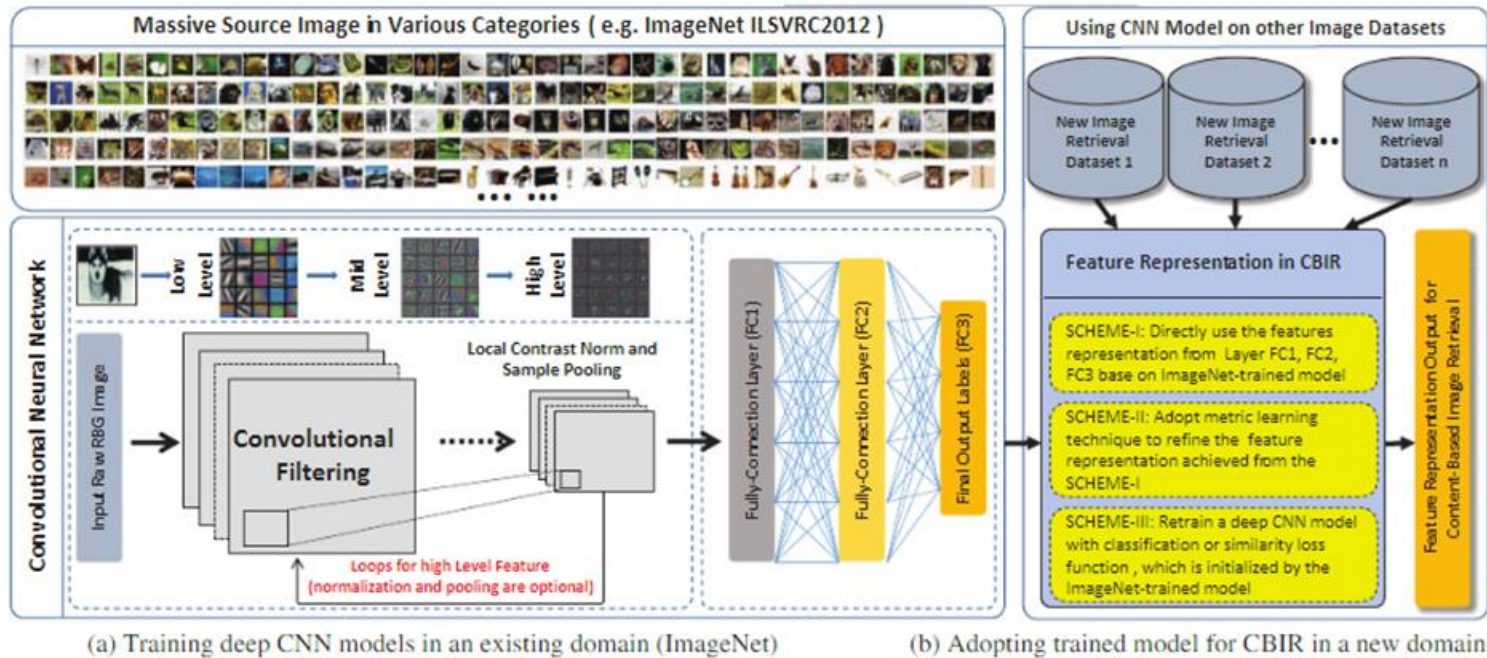 Massive Source Image in Various Categories ( e.g. ImageNet ILSVRC2012 )
... ...
Convolutional Neural Network
Low
Level
Mid
Level
High
Level
Input Raw RBG Image
Convolutional
Filtering
Local Contrast Norm and
Sample Pooling
Loops for high Level Feature
(normalization and pooling are optional)
Fully-Connection Layer (FC1)
Fully-Connection Layer (FC2)
Final Output Labels (FC3)
(a) Training deep CNN models in an existing domain (ImageNet)
Using CNN Model on other Image Datasets
New Image
Retrieval
Dataset 1
New Image
Retrieval
Dataset 2
...
New Image
Retrieval
Dataset n
Feature Representation in CBIR
SCHEME-I: Directly use the features
representation from Layer FC1, FC2,
FC3 base on ImageNet-trained model
SCHEME-II: Adopt metric learning
technique to refine the feature
representation achieved from the
SCHEME-I
SCHEME-III: Retrain a deep CNN model
with classification or similarity loss
function , which is initialized by the
ImageNet-trained model
Feature Representation Output for
Content-Based Image Retrieval
(b) Adopting trained model for CBIR in a new domain